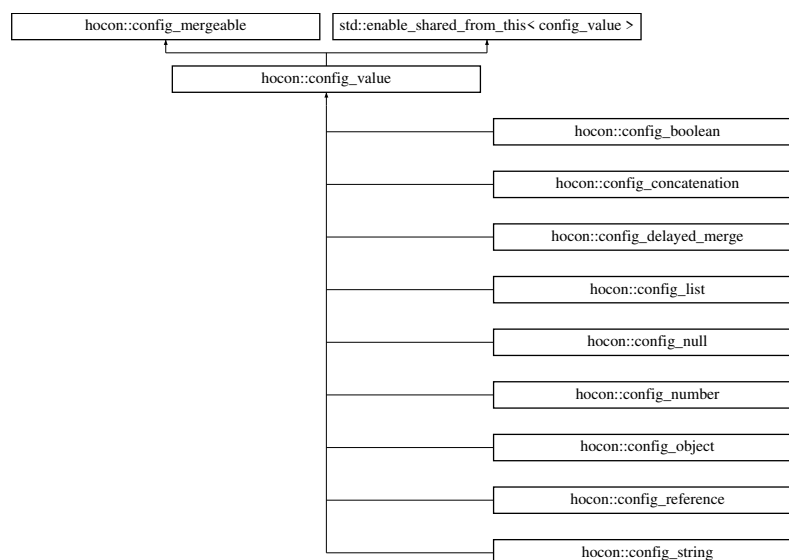 hocon::config_mergeable
std::enable_shared_from_this< config_value >
hocon::config_value
hocon::config_boolean
hocon::config_concatenation
hocon::config_delayed_merge
hocon::config_list
hocon::config_null
hocon::config_number
hocon::config_object
hocon::config_reference
hocon::config_string